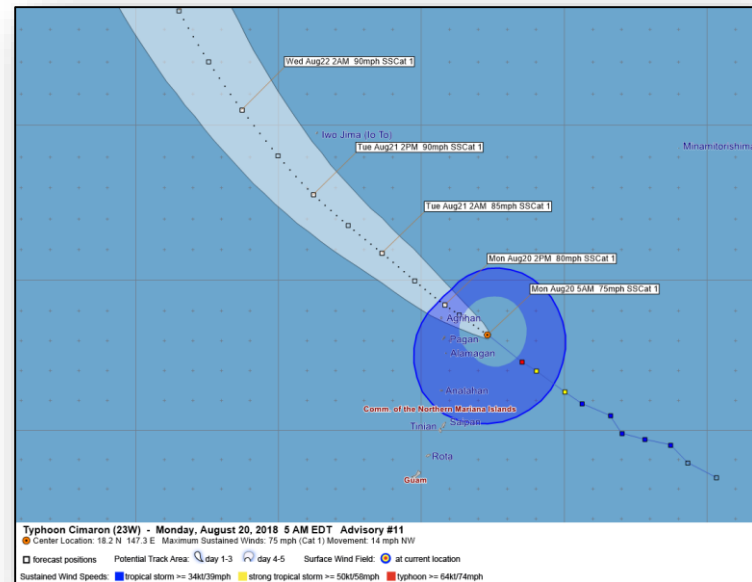 Wed Aug22 2AM 90mph SSCat 1
Iwo Jima (Io To)
Tue Aug21 2PM 90mph SSCat 1
Minamitorishima
Tue Aug21 2AM 85mph SSCat 1
Mon Aug20 2PM 80mph SSCat 1
Mon Aug20 5AM 75mph SSCat 1
Agrihan
Pagan
Alamagan
Anatahan
Comm. of the Northern Mariana Islands
Tinian Saipan
Rota
Guam
Typhoon Cimaron (23W) - Monday, August 20, 2018 5 AM EDT Advisory #11
Center Location: 18.2 N 147.3 E Maximum Sustained Winds: 75 mph (Cat 1) Movement: 14 mph NW
forecast positions Potential Track Area: day 1-3 day 4-5 Surface Wind Field: at current location
Sustained Wind Speeds: tropical storm >= 34kt/39mph strong tropical storm >= 50kt/58mph typhoon >= 64kt/74mph